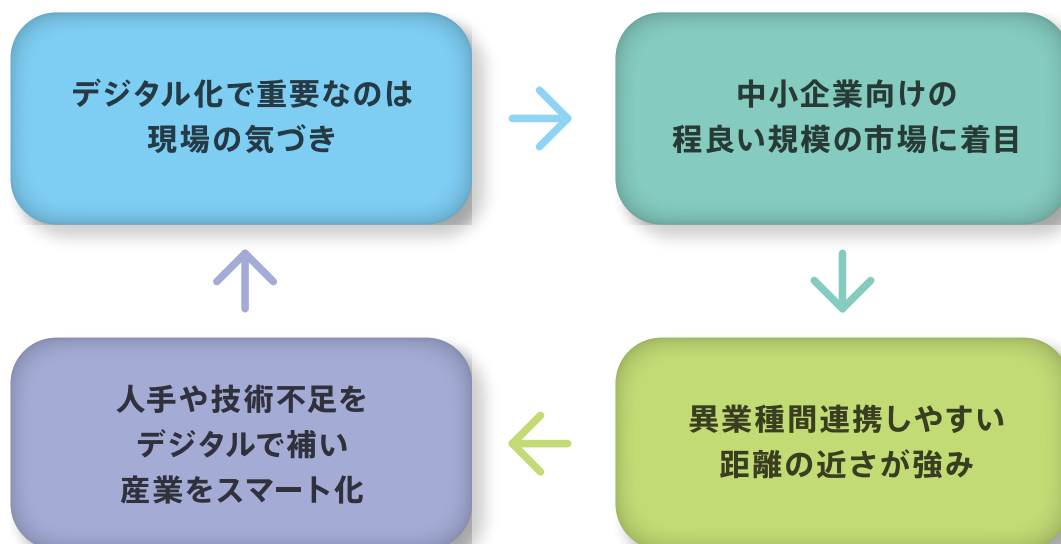 デジタル化で重要なのは
現場の気づき
中小企業向けの
程良い規模の市場に着目
異業種間連携しやすい
距離の近さが強み
人手や技術不足を
デジタルで補い
産業をスマート化